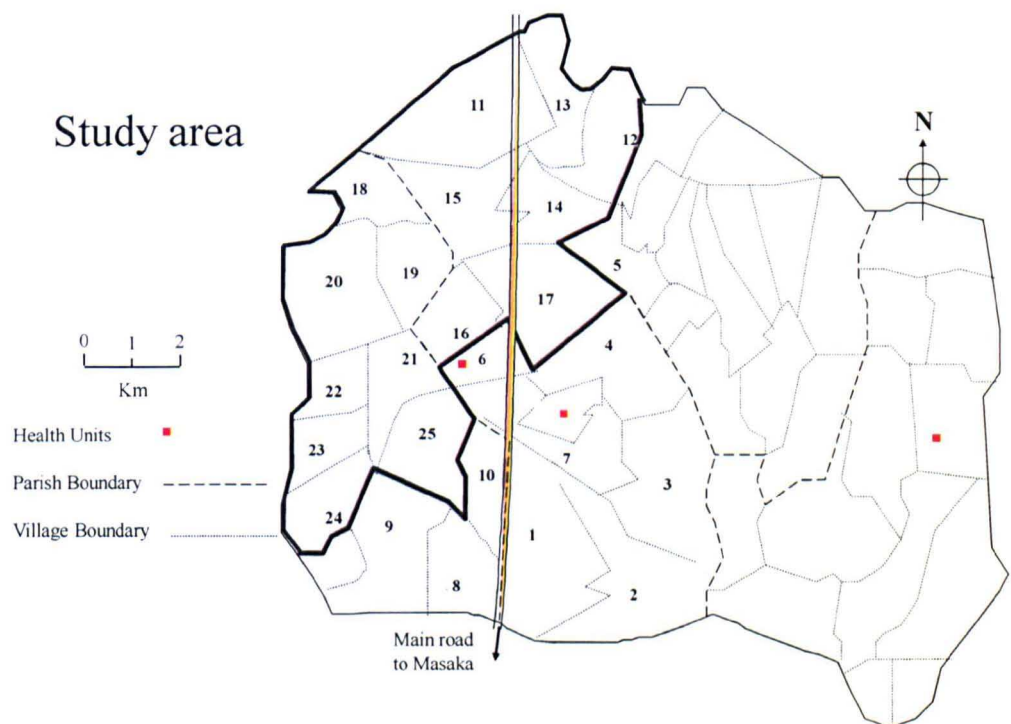 Study area
N
11
13
12
18
15
14
5
20
19
17
16
6
4
21
22
25
23
7
10
3
24
9
1
8
2
0 1 2
Km
Health Units
Parish Boundary
Village Boundary
Main road
to Masaka